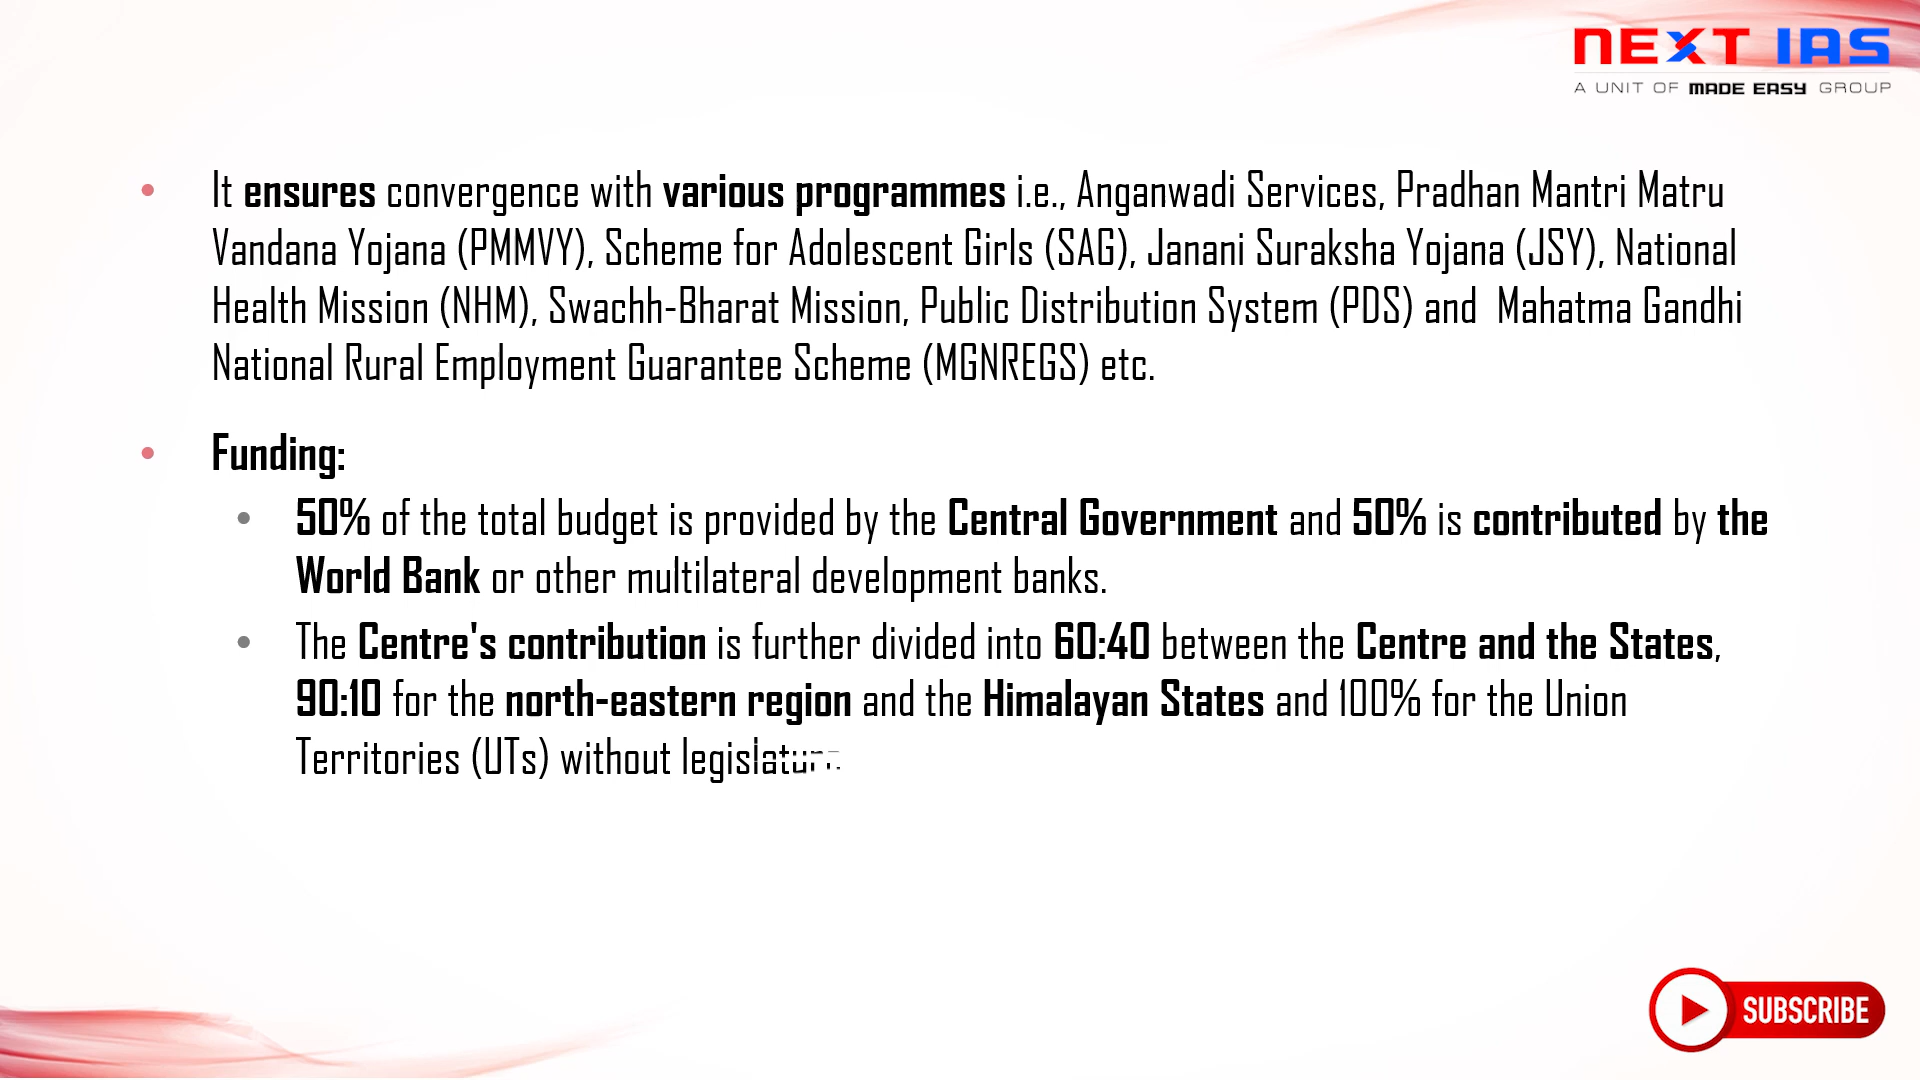 NEXT IAS
A UNIT OF MADE EASY GROUP
• It ensures convergence with various programmes i.e., Anganwadi Services, Pradhan Mantri Matru
Vandana Yojana (PMMVY), Scheme for Adolescent Girls (SAG), Janani Suraksha Yojana (JSY), National
Health Mission (NHM), Swachh-Bharat Mission, Public Distribution System (PDS) and Mahatma Gandhi
National Rural Employment Guarantee Scheme (MGNREGS) etc.
• Funding:
• 50% of the total budget is provided by the Central Government and 50% is contributed by the
World Bank or other multilateral development banks.
• The Centre's contribution is further divided into 60:40 between the Centre and the States,
90:10 for the north-eastern region and the Himalayan States and 100% for the Union
Territories (UTs) without
SUBSCRIBE